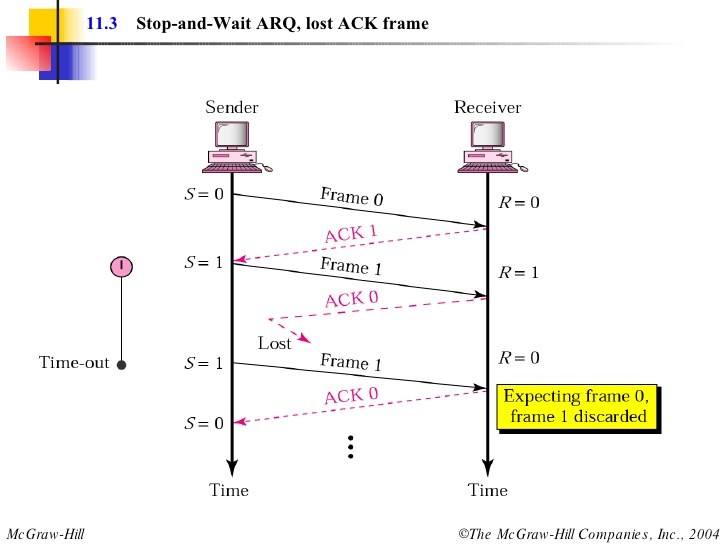 11.3 Stop-and-Wait ARQ, lost ACK frame
Sender Receiver
S = 0 Frame 0 R = 0
ACK 1
S = 1 Frame 1 R = 1
ACK 0
Lost
Time-out S = 1 Frame 1 R = 0
ACK 0 Expecting frame 0,
frame 1 discarded
S = 0
Time Time
McGraw-Hill ©The McGraw-Hill Companies, Inc., 2004